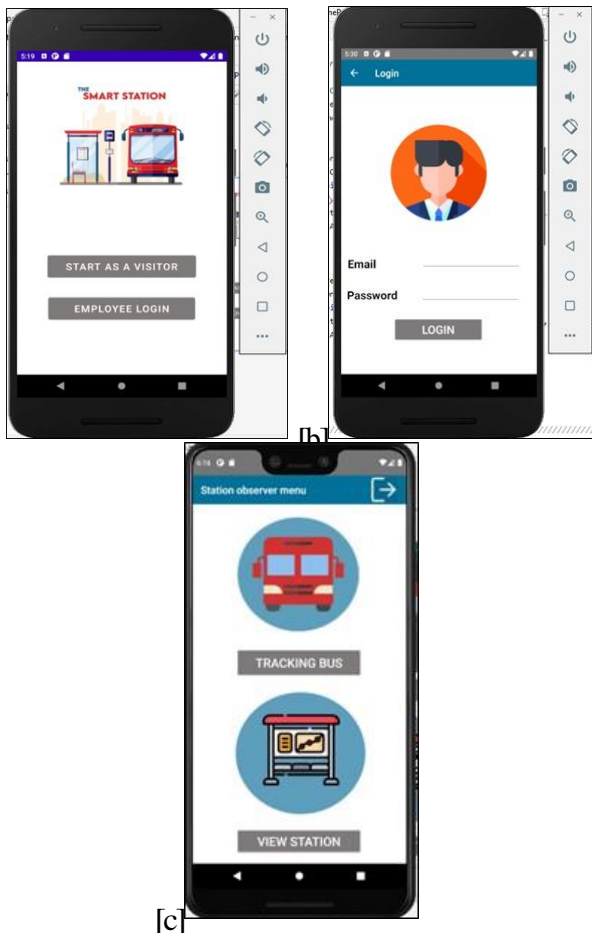 5:19
THE
SMART STATION
START AS A VISITOR
EMPLOYEE LOGIN
5:30
Login
Email
Password
LOGIN
[b]
Station observer menu
TRACKING BUS
VIEW STATION
[c]